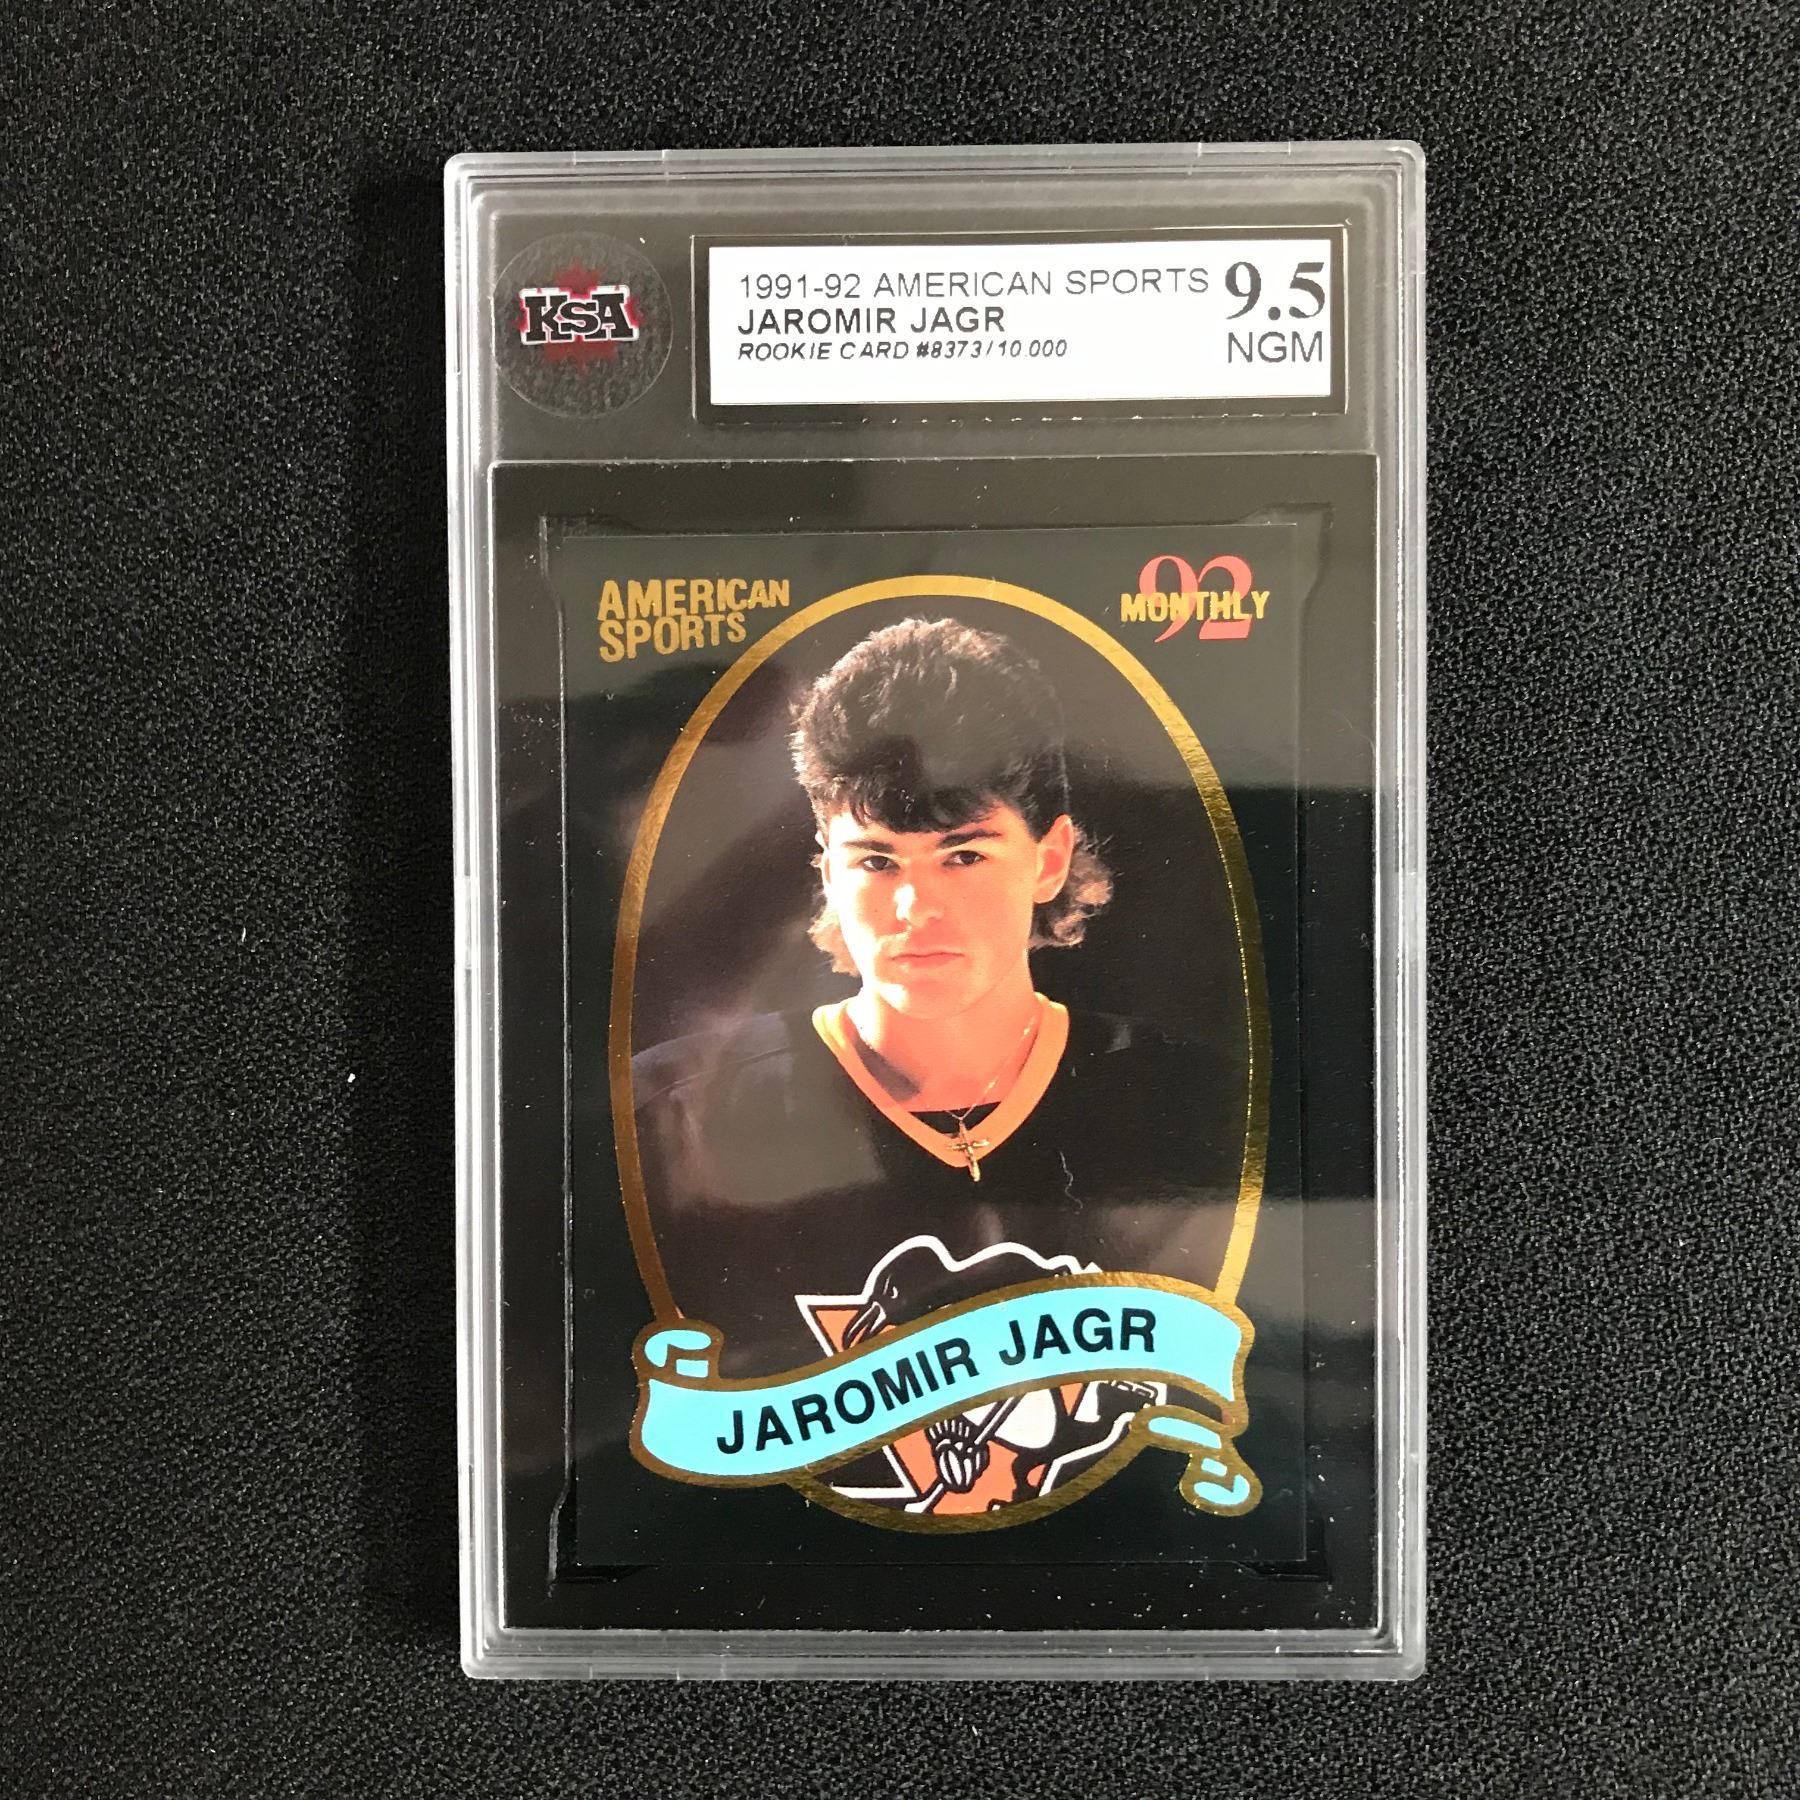 KSA
1991-92 AMERICAN SPORTS
JAROMIR JAGR
ROOKIE CARD #8373/10.000
9.5
NGM
AMERICAN
SPORTS
92
MONTHLY
JAROMIR JAGR